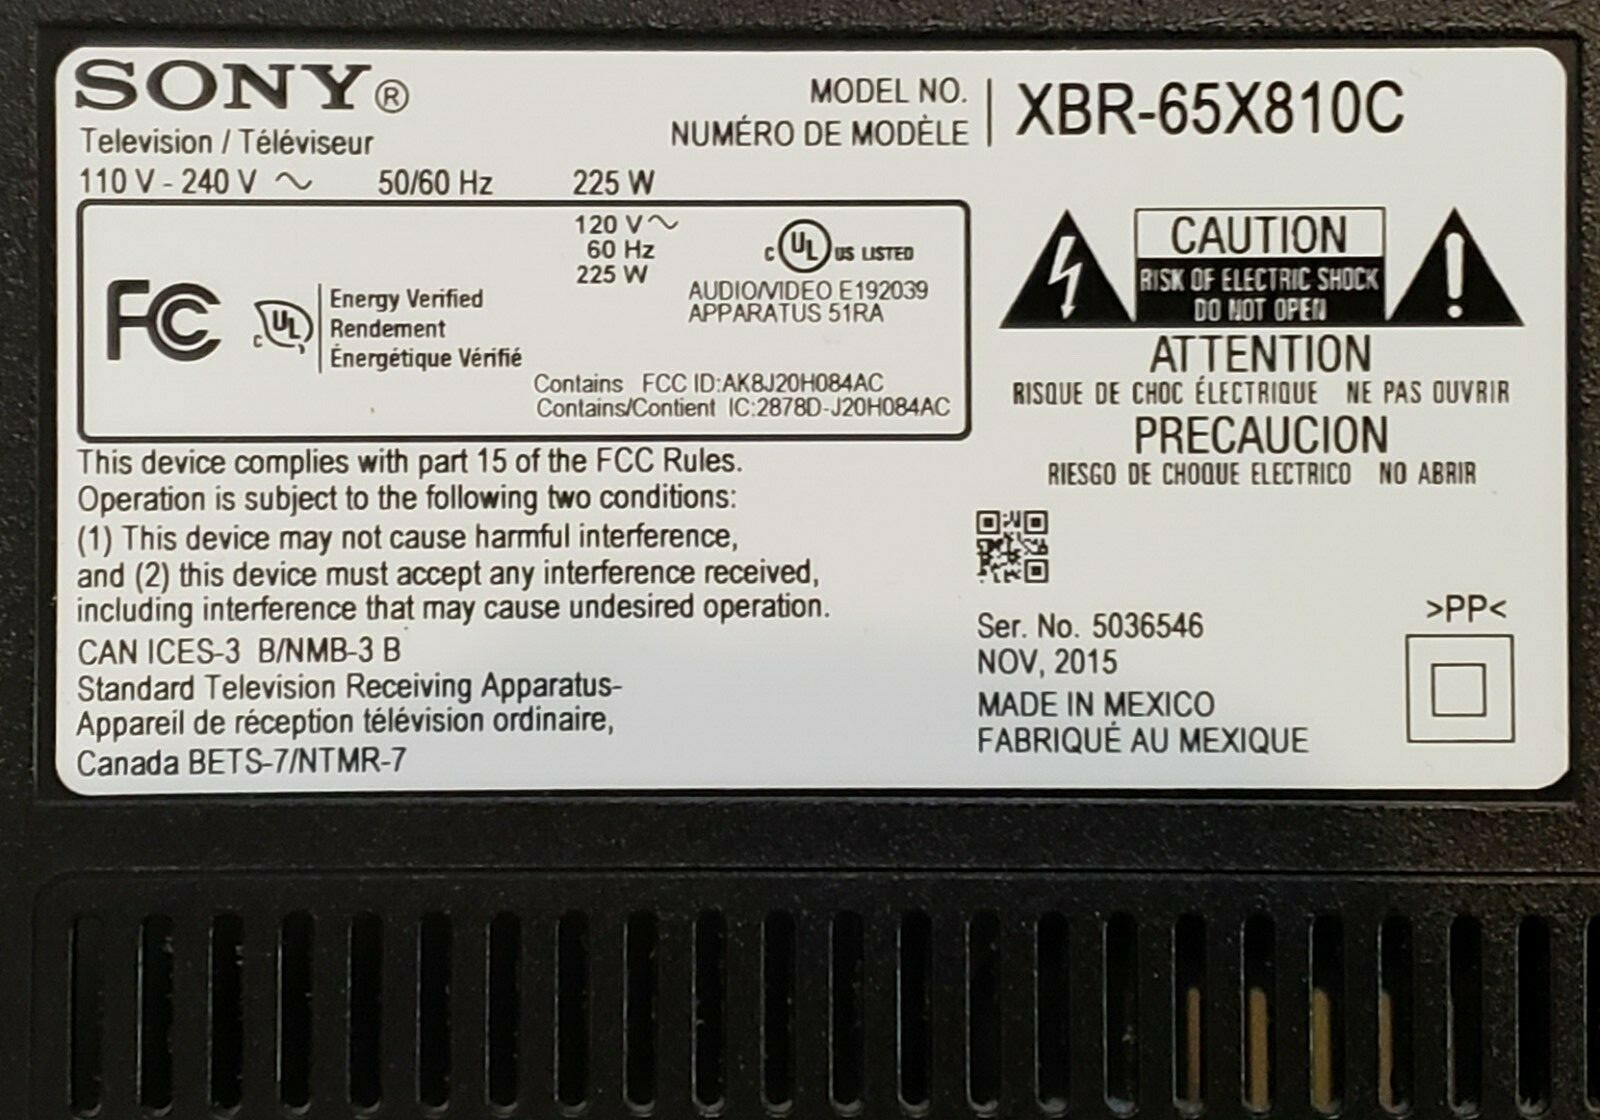 SONY®
Television / Téléviseur
MODEL NO.
NUMÉRO DE MODÈLE
XBR-65X810C
110 V - 240 V ~ 50/60 Hz 225 W
120 V ~
60 Hz
225 W
c UL US LISTED
AUDIO/VIDEO E192039
APPARATUS 51RA
FC
c UL
Energy Verified
Rendement
Énergétique Vérifié
Contains FCC ID:AK8J20H084AC
Contains/Contient IC:2878D-J20H084AC
This device complies with part 15 of the FCC Rules.
Operation is subject to the following two conditions:
(1) This device may not cause harmful interference,
and (2) this device must accept any interference received,
including interference that may cause undesired operation.
CAN ICES-3 B/NMB-3 B
Standard Television Receiving Apparatus-
Appareil de réception télévision ordinaire,
Canada BETS-7/NTMR-7
CAUTION
RISK OF ELECTRIC SHOCK
DO NOT OPEN
ATTENTION
RISQUE DE CHOC ÉLECTRIQUE NE PAS OUVRIR
PRECAUCION
RIESGO DE CHOQUE ELECTRICO NO ABRIR
Ser. No. 5036546
NOV, 2015
MADE IN MEXICO
FABRIQUÉ AU MEXIQUE
>PP<